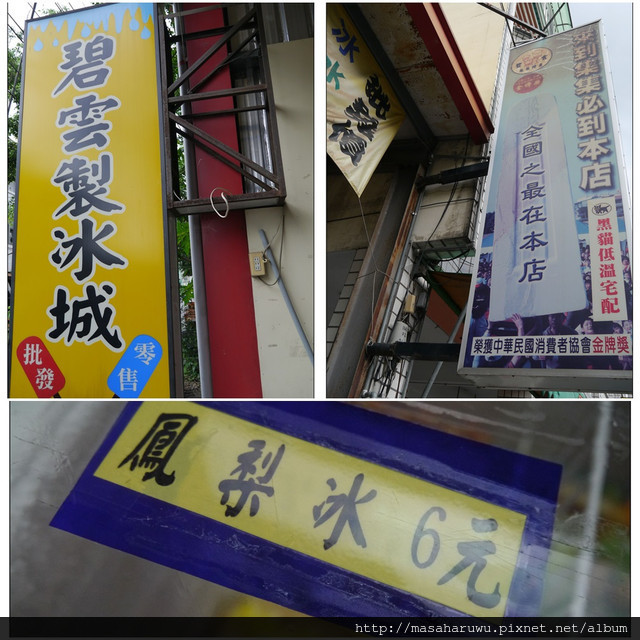 碧雲製冰城
批發
零售
來到集集必到本店
全國之最在本店
黑貓低溫宅配
榮獲中華民國消費者協會金牌獎
鳳梨冰 6元
http://masaharuwu.pixnet.net/album